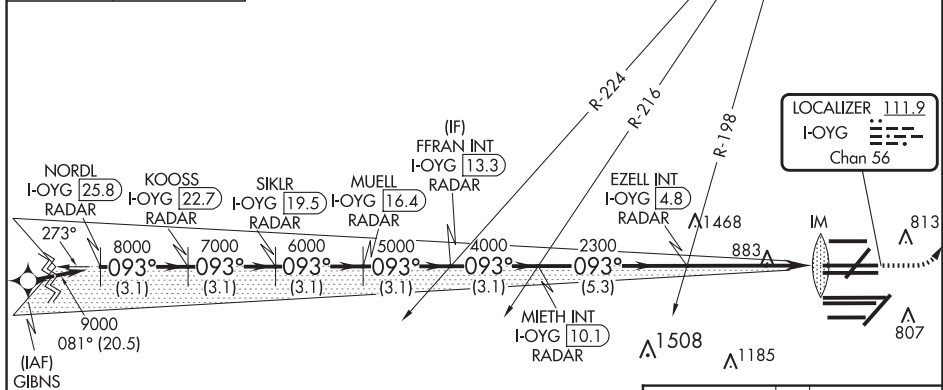 R-224
R-216
R-198
LOCALIZER 111.9
I-OYG
Chan 56
(IF)
FFRAN INT
I-OYG 13.3
RADAR
NORDL
I-OYG 25.8
RADAR
KOOSS
I-OYG 22.7
RADAR
SIKLR
I-OYG 19.5
RADAR
MUELL
I-OYG 16.4
RADAR
EZELL INT
I-OYG 4.8
RADAR
1468
IM
813
273°
8000
7000
6000
5000
4000
2300
883
093°
093°
093°
093°
093°
093°
(3.1)
(3.1)
(3.1)
(3.1)
(3.1)
(5.3)
9000
081° (20.5)
(IAF)
GIBNS
MIETH INT
I-OYG 10.1
RADAR
1508
1185
807